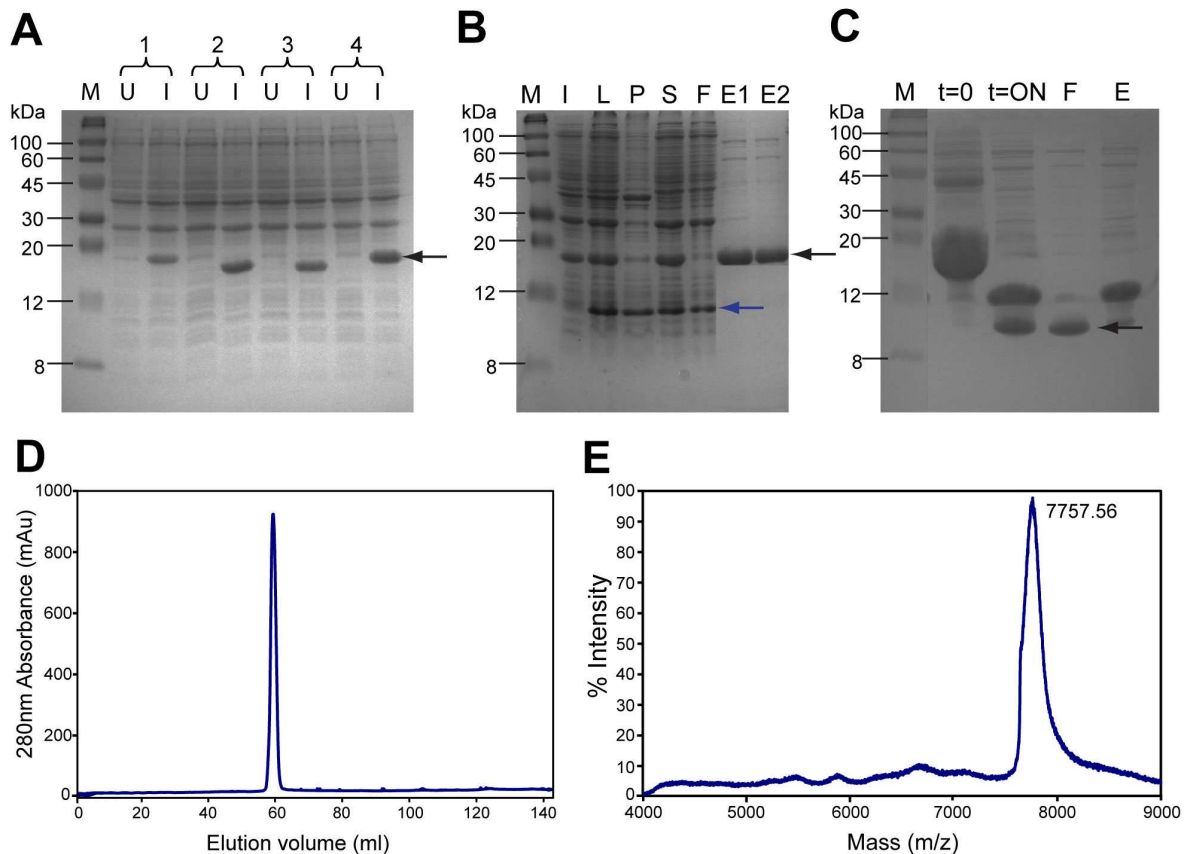 A
1 2 3 4
M U I U I U I U I
kDa
100
60
45
30
20
12
8
B
M I L P S F E1 E2
kDa
100
60
45
30
20
12
8
C
M t=0 t=ON F E
kDa
100
60
45
30
20
12
8
D
280nm Absorbance (mAu)
1000
800
600
400
200
0
0 20 40 60 80 100 120 140
Elution volume (ml)
E
% Intensity
100
90
80
70
60
50
40
30
20
10
0
7757.56
4000 5000 6000 7000 8000 9000
Mass (m/z)